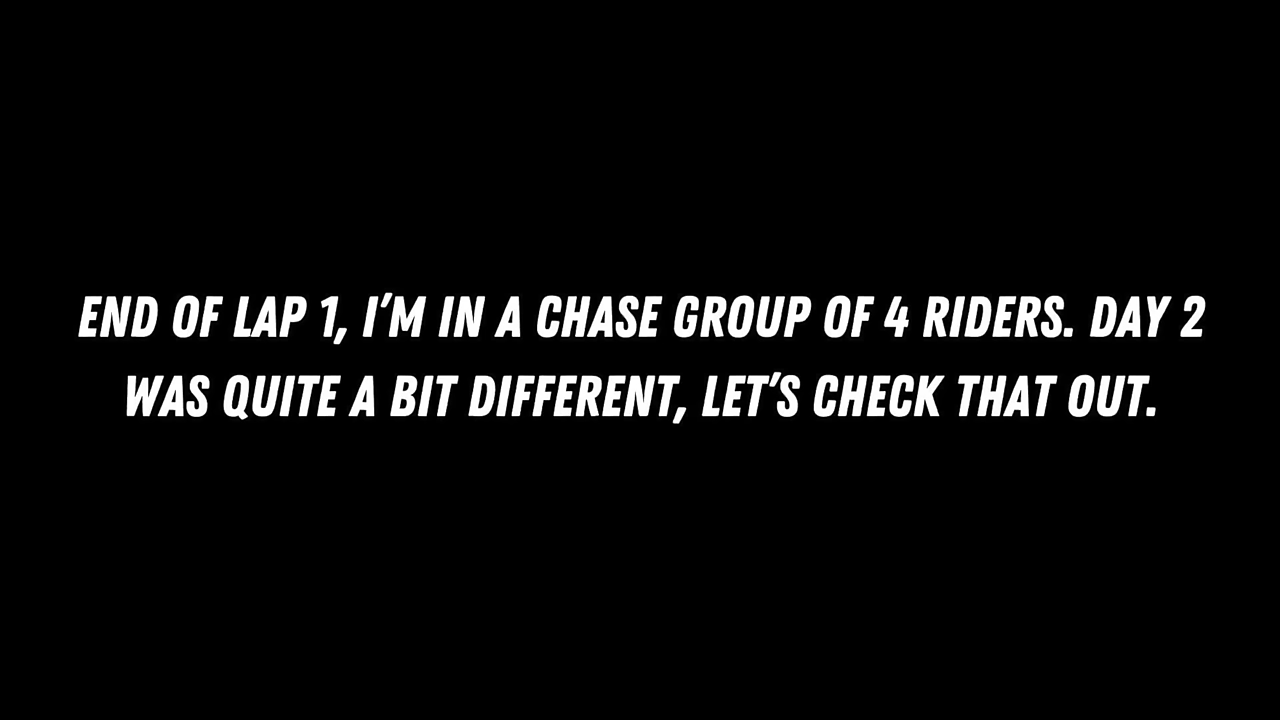 END OF LAP 1, I'M IN A CHASE GROUP OF 4 RIDERS. DAY 2
WAS QUITE A BIT DIFFERENT, LET'S CHECK THAT OUT.